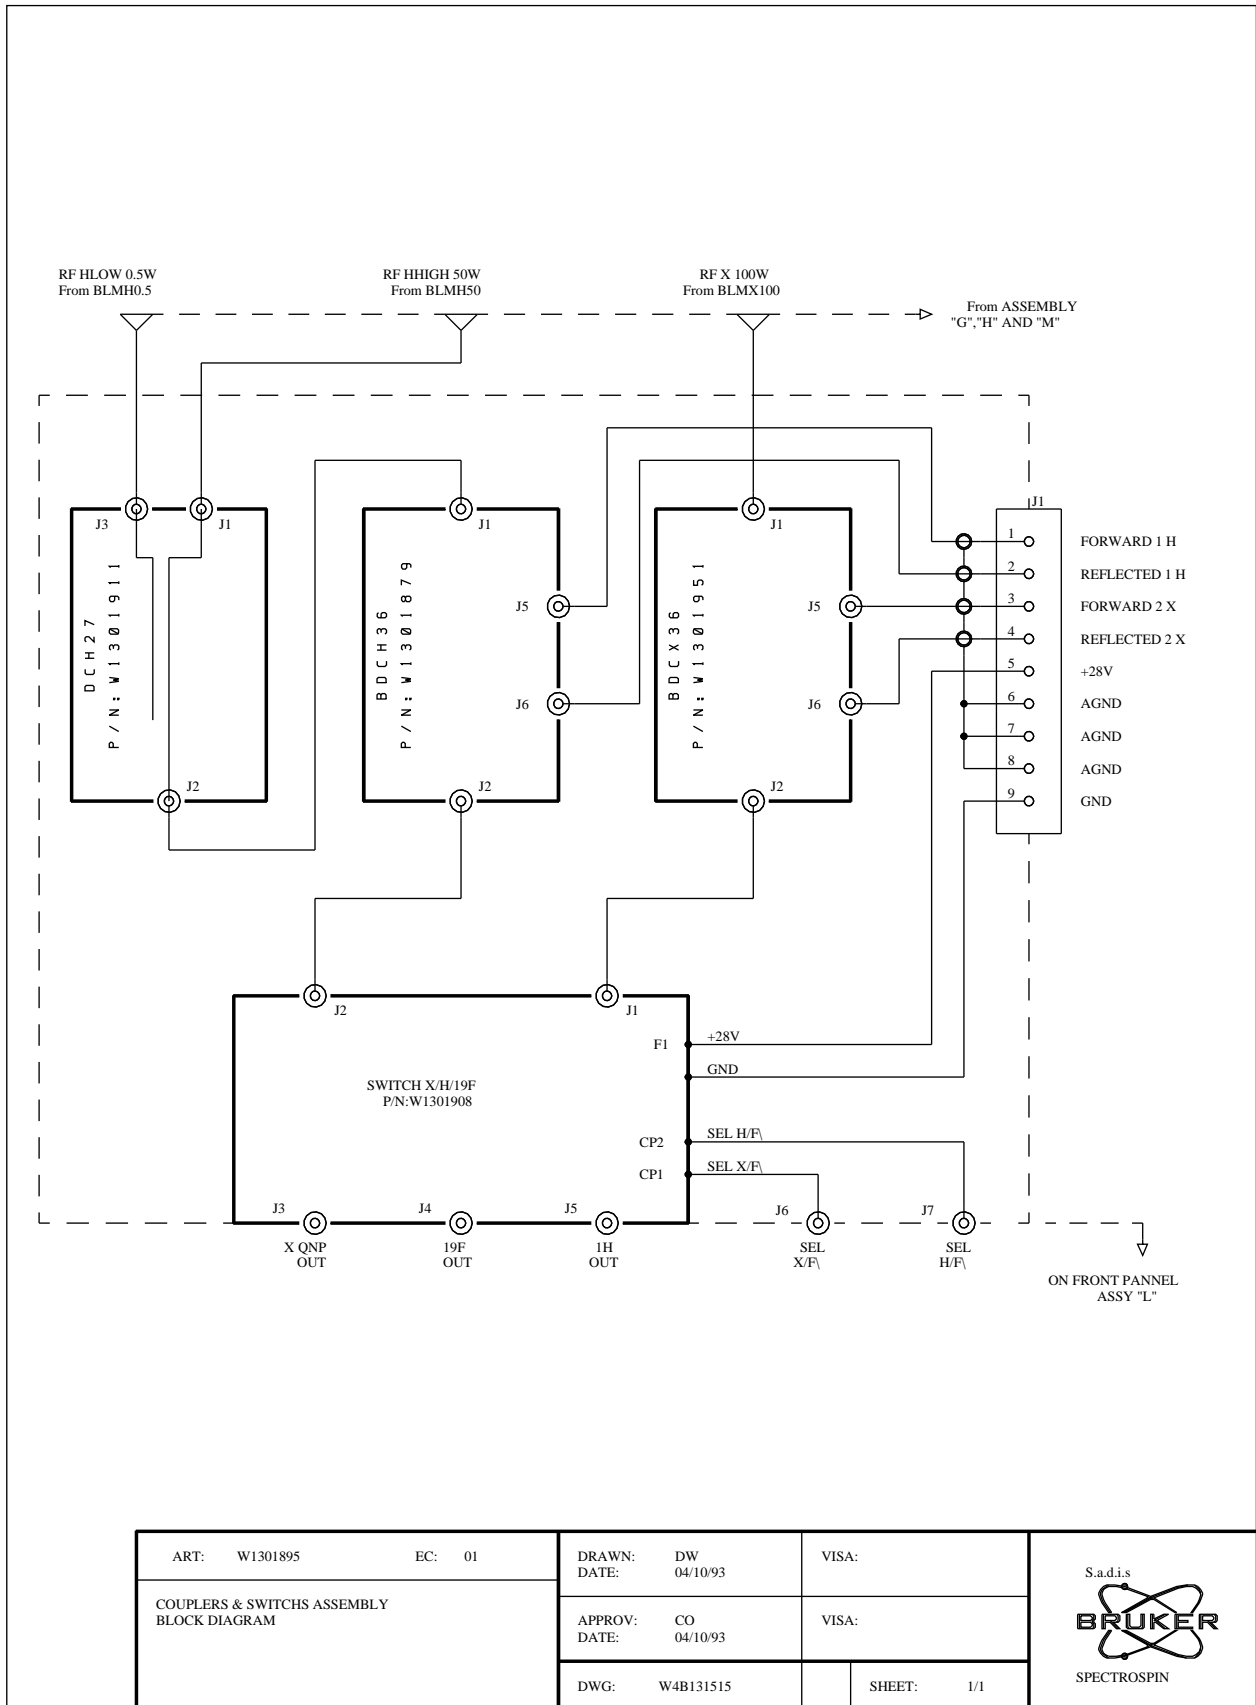 RF HLOW 0.5W
From BLMH0.5
RF HHIGH 50W
From BLMH50
RF X 100W
From BLMX100
From ASSEMBLY
"G","H" AND "M"
J3
J1
DCH27
P/N:W1301911
J2
J1
BDCH36
P/N:W1301879
J5
J6
J2
J1
BDCX36
P/N:W1301951
J5
J6
J2
J1
1 FORWARD 1 H
2 REFLECTED 1 H
3 FORWARD 2 X
4 REFLECTED 2 X
5 +28V
6 AGND
7 AGND
8 AGND
9 GND
J2
J1
F1 +28V
GND
SWITCH X/H/19F
P/N:W1301908
CP2 SEL H/F\
CP1 SEL X/F\
J3
J4
J5
J6
J7
X QNP
OUT
19F
OUT
1H
OUT
SEL
X/F\
SEL
H/F\
ON FRONT PANNEL
ASSY "L"
ART: W1301895 EC: 01
COUPLERS & SWITCHS ASSEMBLY
BLOCK DIAGRAM
DRAWN: DW
DATE: 04/10/93
VISA:
APPROV: CO
DATE: 04/10/93
VISA:
DWG: W4B131515
SHEET: 1/1
S.a.d.i.s
BRUKER
SPECTROSPIN